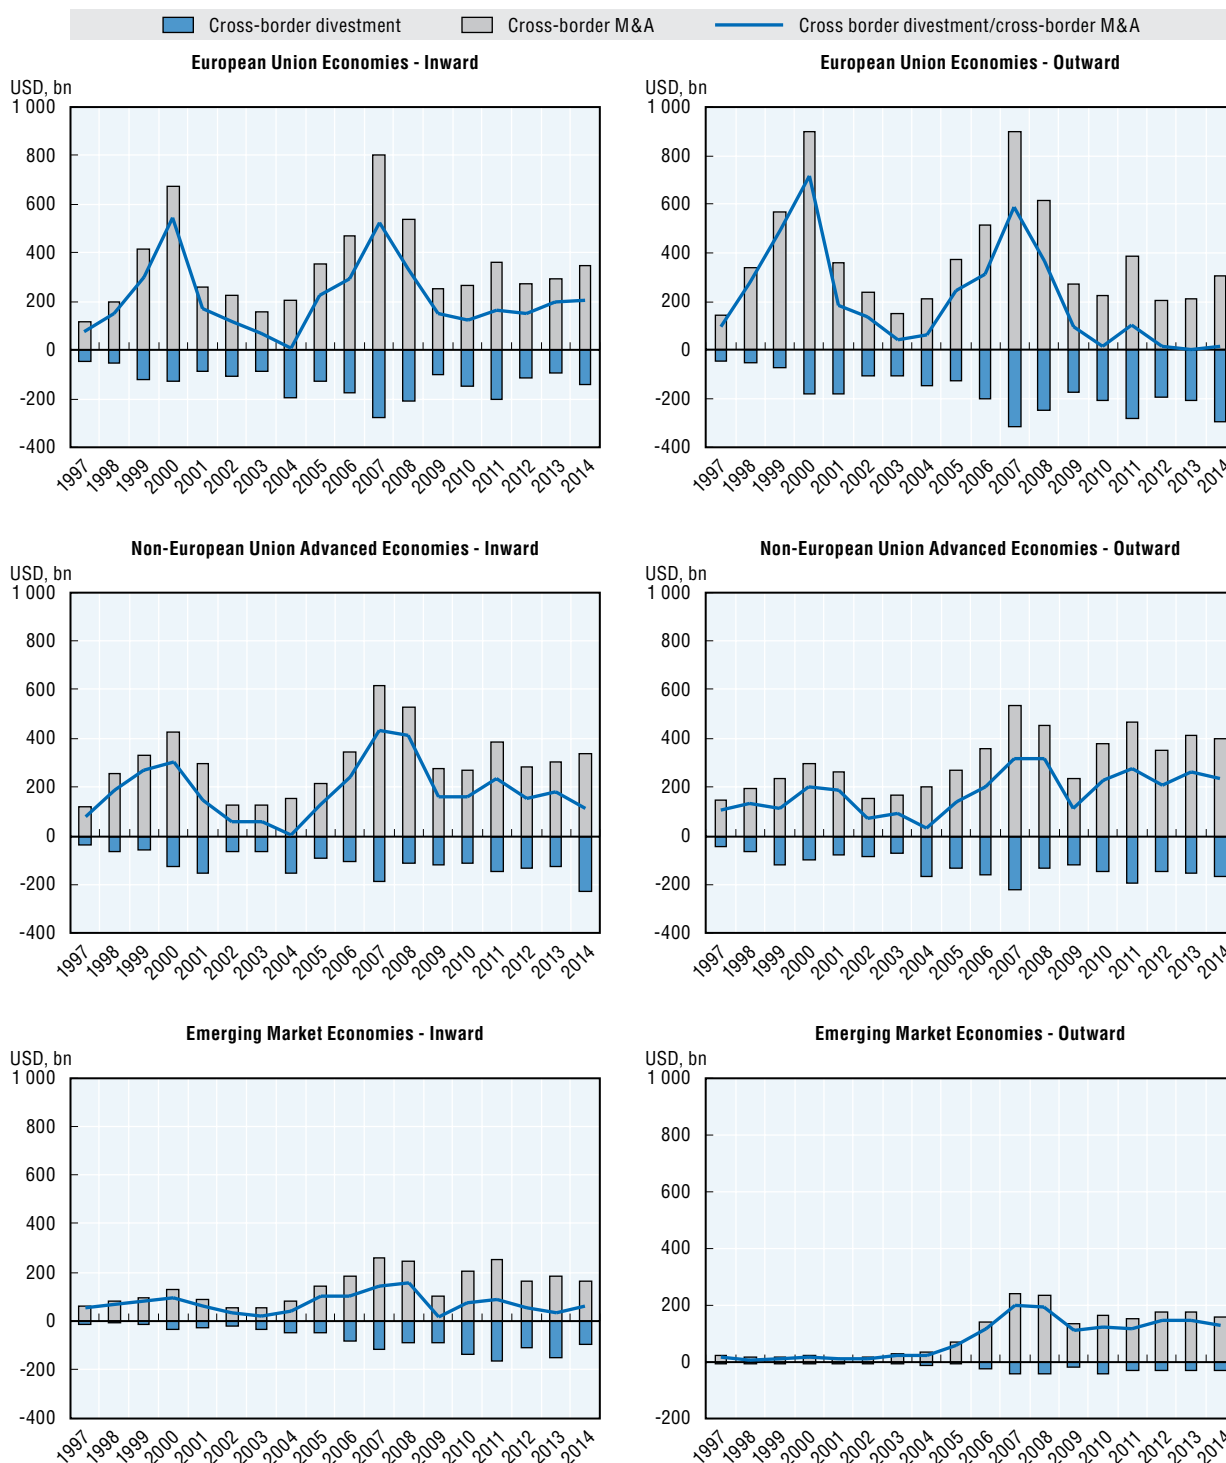 Cross-border divestment Cross-border M&A Cross border divestment/cross-border M&A
European Union Economies - Inward
USD, bn
1 000
800
600
400
200
0
-200
-400
1997 1998 1999 2000 2001 2002 2003 2004 2005 2006 2007 2008 2009 2010 2011 2012 2013 2014
European Union Economies - Outward
USD, bn
1 000
800
600
400
200
0
-200
-400
1997 1998 1999 2000 2001 2002 2003 2004 2005 2006 2007 2008 2009 2010 2011 2012 2013 2014
Non-European Union Advanced Economies - Inward
USD, bn
1 000
800
600
400
200
0
-200
-400
1997 1998 1999 2000 2001 2002 2003 2004 2005 2006 2007 2008 2009 2010 2011 2012 2013 2014
Non-European Union Advanced Economies - Outward
USD, bn
1 000
800
600
400
200
0
-200
-400
1997 1998 1999 2000 2001 2002 2003 2004 2005 2006 2007 2008 2009 2010 2011 2012 2013 2014
Emerging Market Economies - Inward
USD, bn
1 000
800
600
400
200
0
-200
-400
1997 1998 1999 2000 2001 2002 2003 2004 2005 2006 2007 2008 2009 2010 2011 2012 2013 2014
Emerging Market Economies - Outward
USD, bn
1 000
800
600
400
200
0
-200
1997 1998 1999 2000 2001 2002 2003 2004 2005 2006 2007 2008 2009 2010 2011 2012 2013 2014